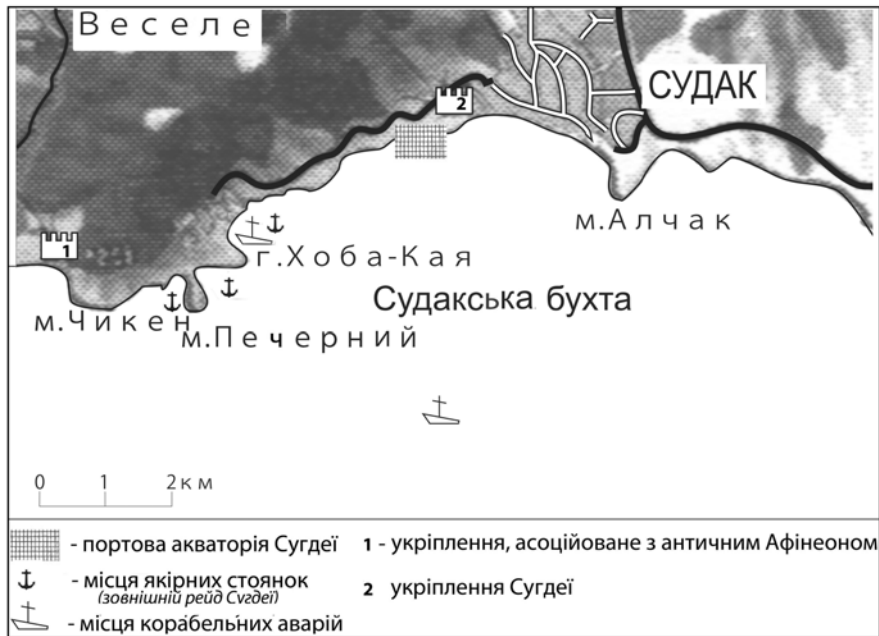 Веселе
2
СУДАК
м.Алчак
1
г.Хоба-Кая
Судакська бухта
м.Чикен
м.Печерний
0 1 2км
- портова акваторія Сугдеї
- місця якірних стоянок
(зовнішній рейд Сугдеї)
- місця корабельних аварій
1 - укріплення, асоційоване з античним Афінеоном
2 укріплення Сугдеї